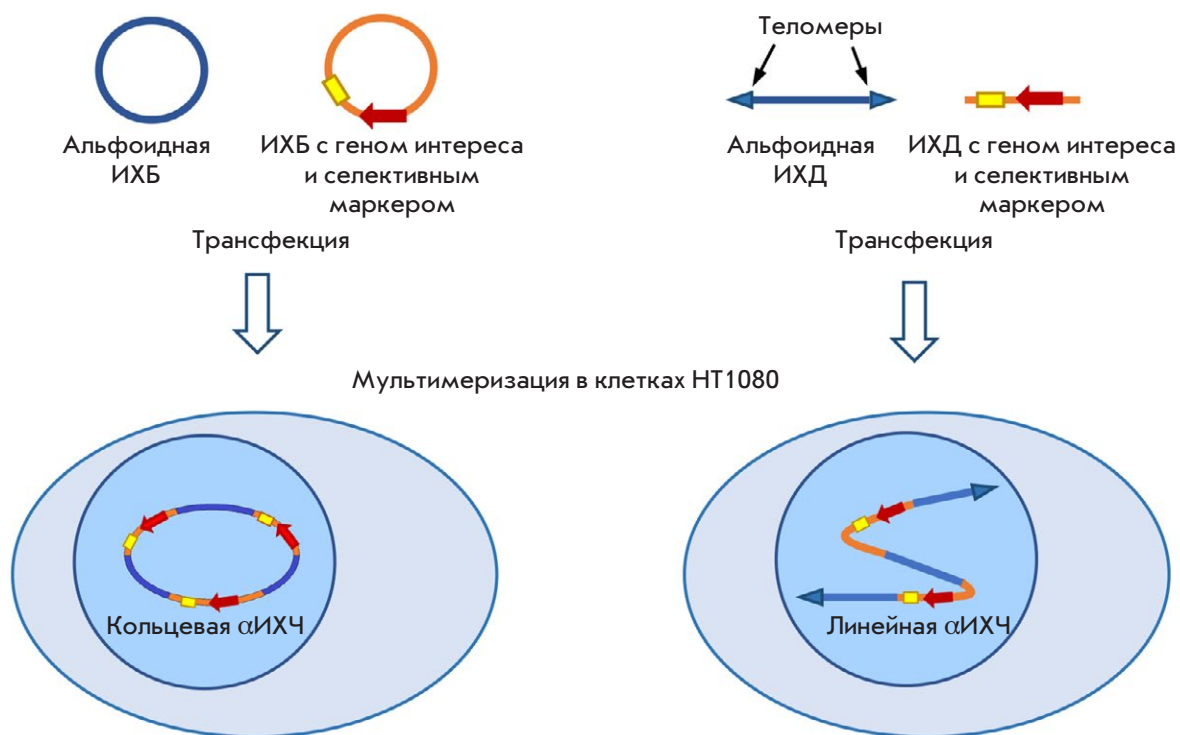 Альфоидная
ИХБ
ИХБ с геном интереса
и селективным
маркером
Трансфекция
Теломеры
Альфоидная
ИХД
ИХД с геном интереса
и селективным
маркером
Трансфекция
Мультимеризация в клетках HT1080
Кольцевая αИХЧ
Линейная αИХЧ